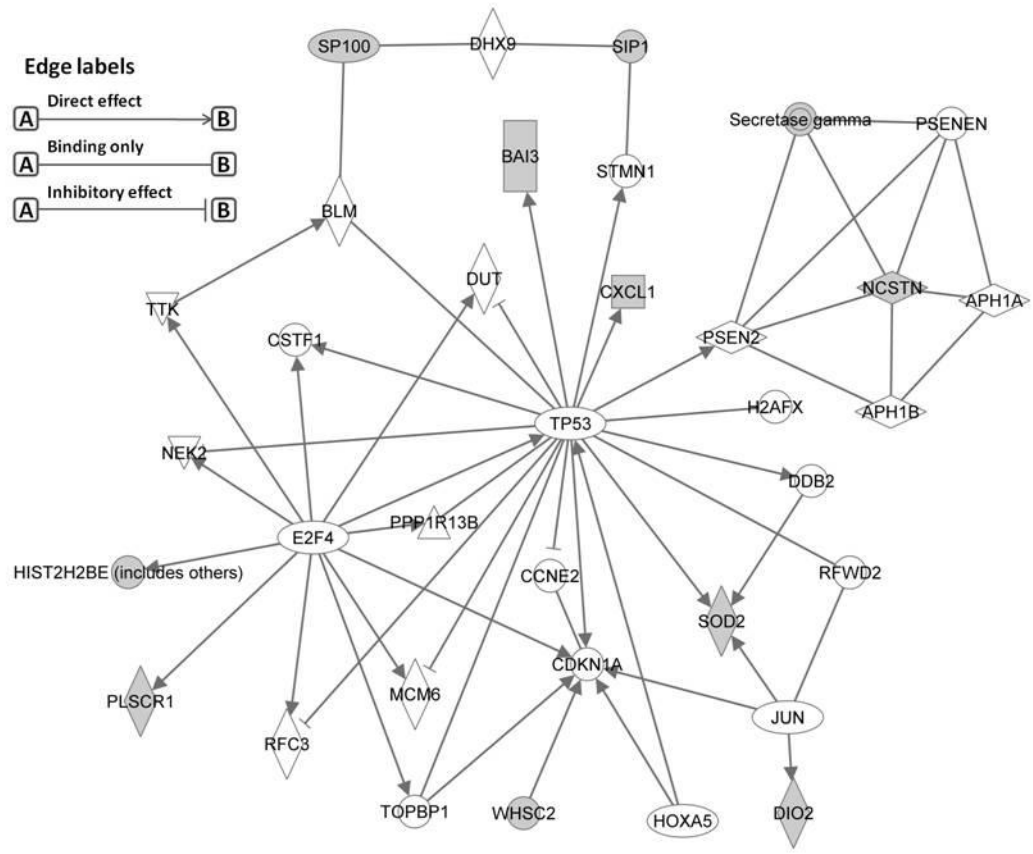 SP100
DHX9
SIP1
Edge labels
Direct effect
A B
Binding only
A B
Inhibitory effect
A B
Secretase gamma
PSENEN
BAI3
STMN1
BLM
DUT
CXCL1
NCSTN
APH1A
TTK
CSTF1
PSEN2
H2AFX
APH1B
TP53
NEK2
DDB2
PPP1R13B
E2F4
HIST2H2BE (includes others)
CCNE2
RFWD2
SOD2
CDKN1A
PLSCR1
MCM6
JUN
RFC3
TOPBP1
WHSC2
HOXA5
DIO2